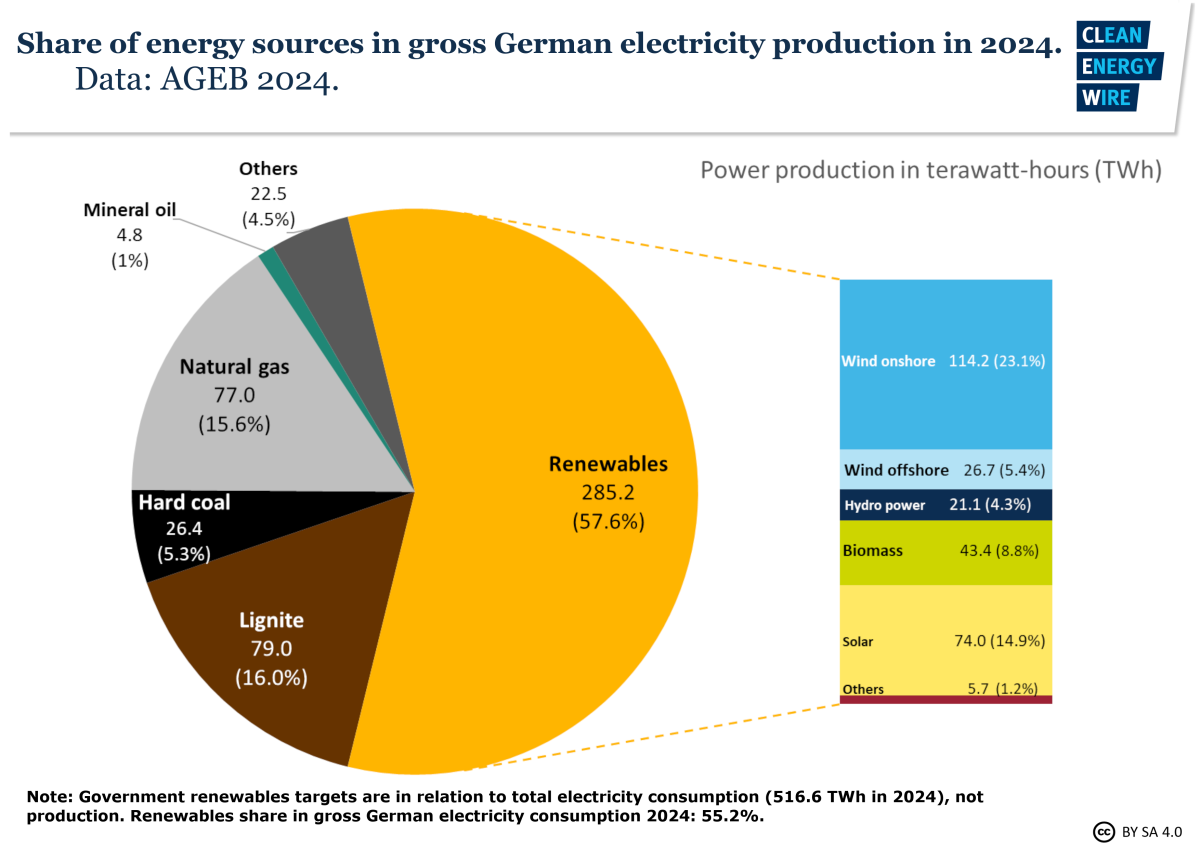 Share of energy sources in gross German electricity production in 2024.
Data: AGEB 2024.
CLEAN
ENERGY
WIRE
Power production in terawatt-hours (TWh)
Others
22.5
(4.5%)
Mineral oil
4.8
(1%)
Natural gas
77.0
(15.6%)
Hard coal
26.4
(5.3%)
Lignite
79.0
(16.0%)
Renewables
285.2
(57.6%)
Wind onshore 114.2 (23.1%)
Wind offshore 26.7 (5.4%)
Hydro power 21.1 (4.3%)
Biomass 43.4 (8.8%)
Solar 74.0 (14.9%)
Others 5.7 (1.2%)
Note: Government renewables targets are in relation to total electricity consumption (516.6 TWh in 2024), not
production. Renewables share in gross German electricity consumption 2024: 55.2%.
cc BY SA 4.0